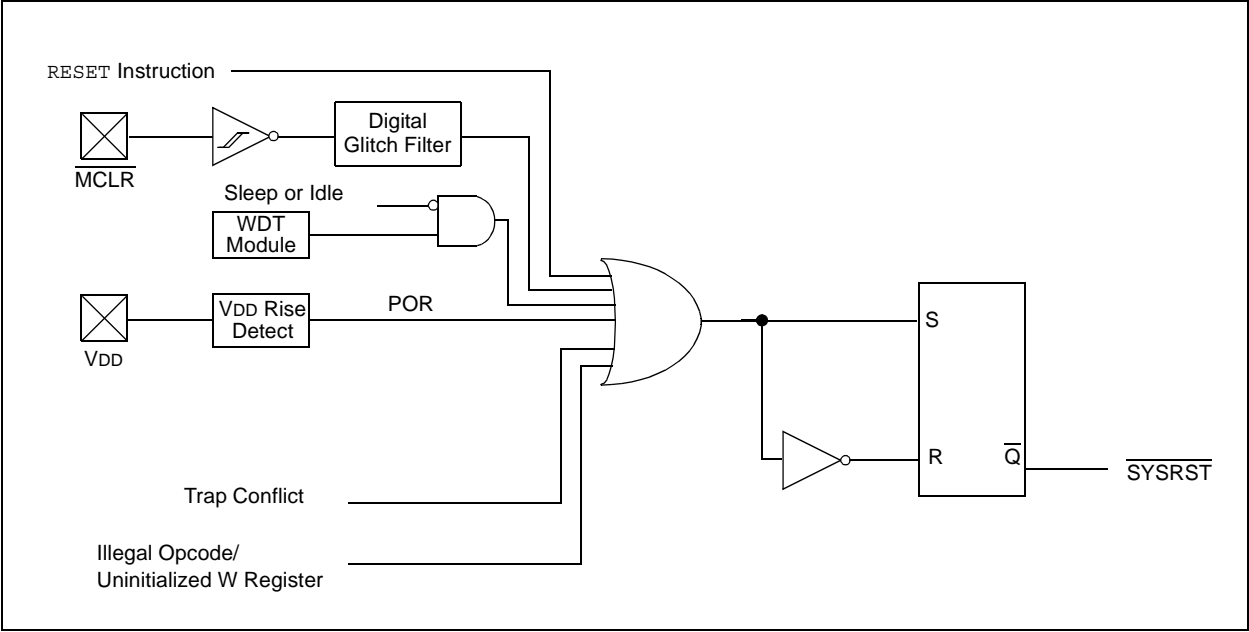 RESET Instruction
Digital
Glitch Filter
MCLR
Sleep or Idle
WDT
Module
VDD Rise
Detect
POR
VDD
S
R
Q
SYSRST
Trap Conflict
Illegal Opcode/
Uninitialized W Register